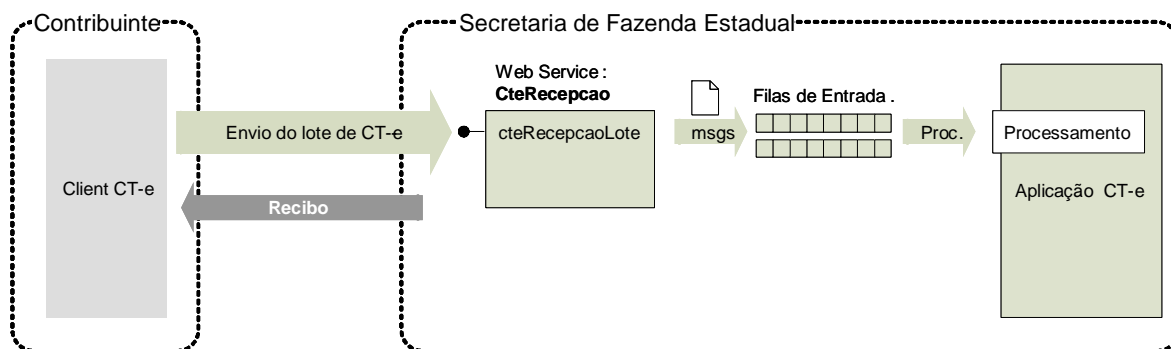 Contribuinte
Secretaria de Fazenda Estadual
Web Service :
CteRecepcao
Filas de Entrada .
Envio do lote de CT-e
cteRecepcaoLote
msgs
Proc.
Processamento
Client CT-e
Recibo
Aplicação CT-e